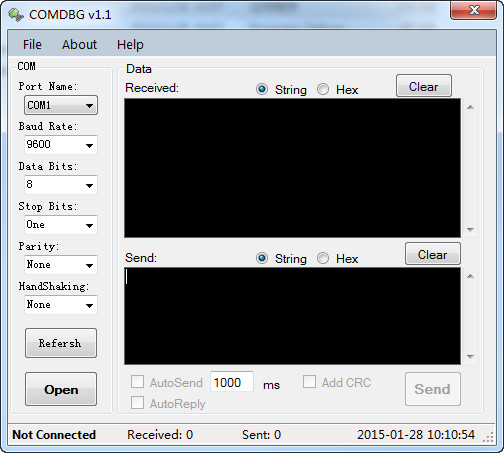 COMDBG v1.1
File About Help
COM
Port Name:
COM1
Baud Rate:
9600
Data Bits:
8
Stop Bits:
One
Parity:
None
HandShaking:
None
Refersh
Open
Data
Received: String Hex Clear
Send: String Hex Clear
AutoSend 1000 ms Add CRC
AutoReply
Send
Not Connected Received: 0 Sent: 0 2015-01-28 10:10:54